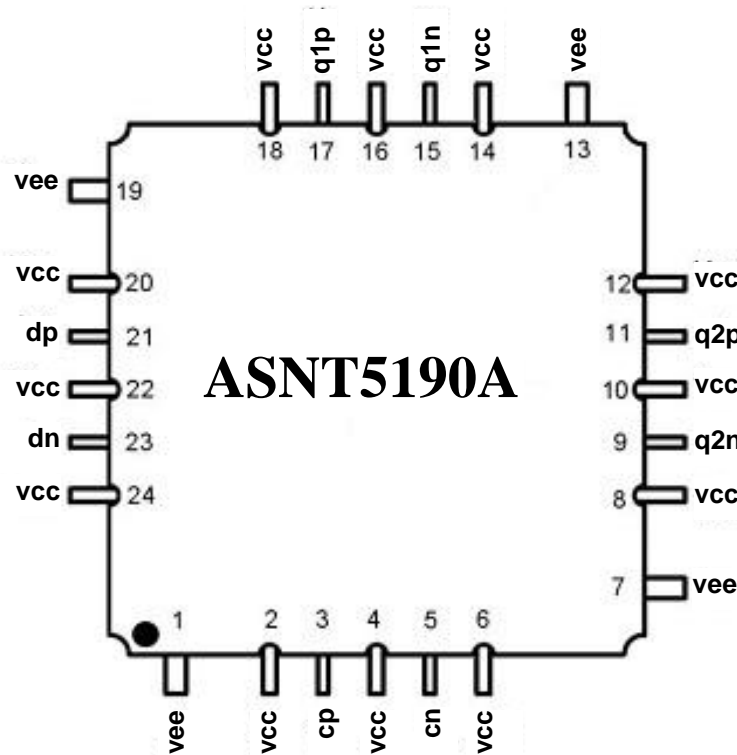 vcc q1p vcc q1n vcc vee
18 17 16 15 14 13
vee 19
vcc 20 12 vcc
dp 21 11 q2p
vcc 22 ASNT5190A 10 vcc
dn 23 9 q2n
vcc 24 8 vcc
7 vee
1 2 3 4 5 6
vee vcc cp vcc cn vcc